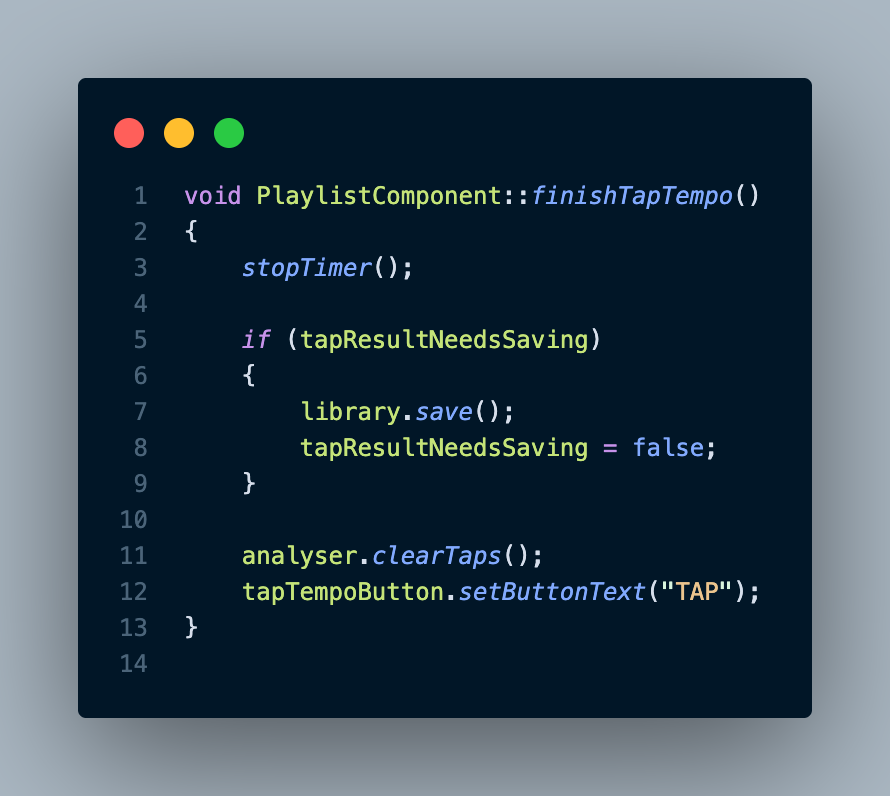 1 void PlaylistComponent::finishTapTempo()
2 {
3     stopTimer();
4
5     if (tapResultNeedsSaving)
6     {
7         library.save();
8         tapResultNeedsSaving = false;
9     }
10
11     analyser.clearTaps();
12     tapTempoButton.setButtonText("TAP");
13 }
14